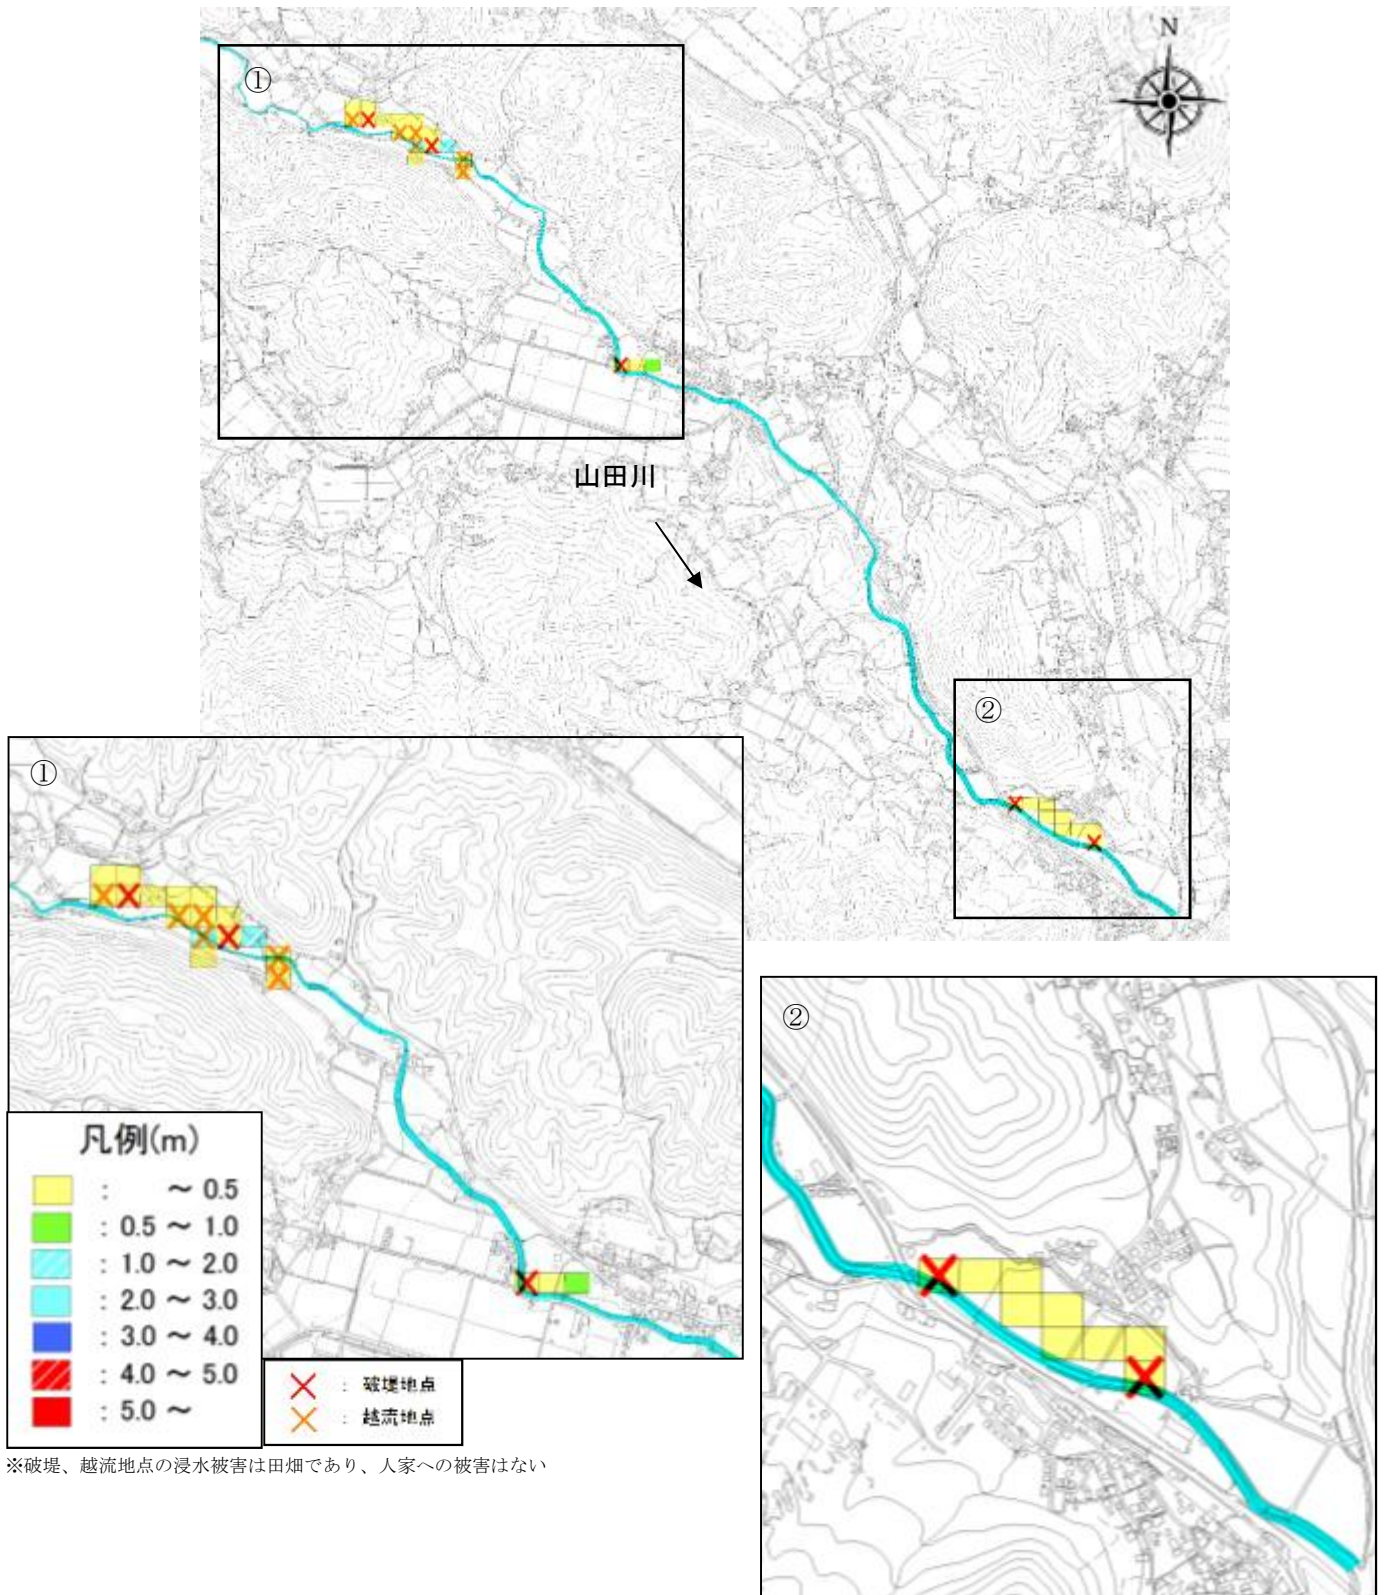 N
①
山田川
②
①
②
凡例(m)
: ～ 0.5
: 0.5 ～ 1.0
: 1.0 ～ 2.0
: 2.0 ～ 3.0
: 3.0 ～ 4.0
: 4.0 ～ 5.0
: 5.0 ～
: 破堤地点
: 越流地点
※破堤、越流地点の浸水被害は田畑であり、人家への被害はない